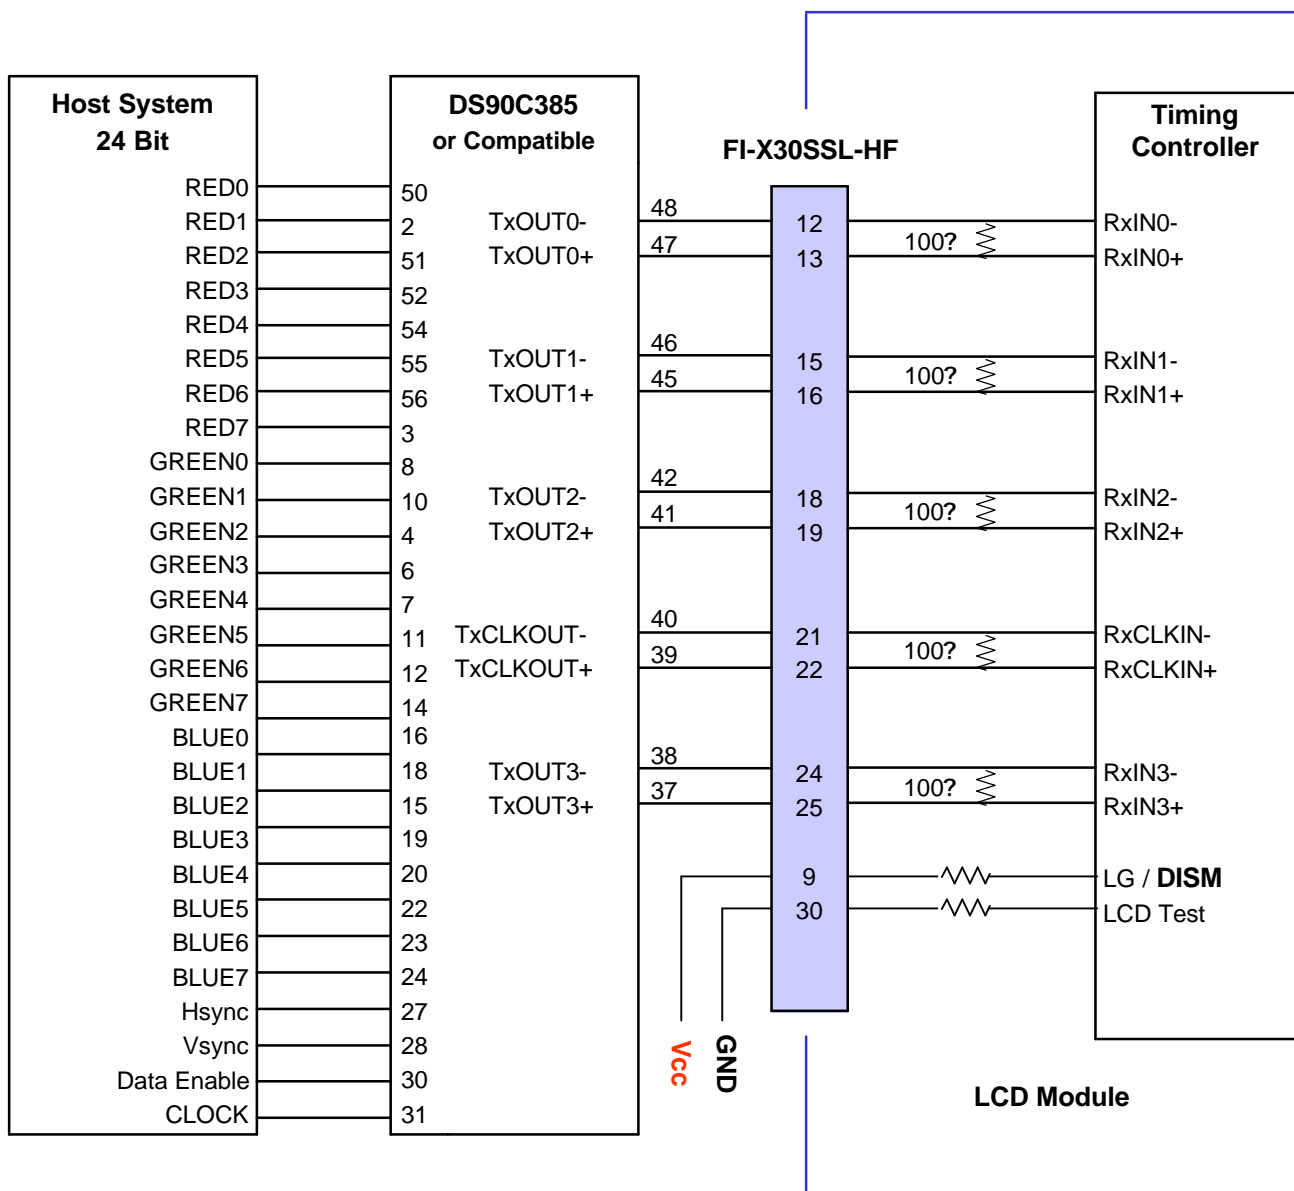 Host System
24 Bit
RED0
RED1
RED2
RED3
RED4
RED5
RED6
RED7
GREEN0
GREEN1
GREEN2
GREEN3
GREEN4
GREEN5
GREEN6
GREEN7
BLUE0
BLUE1
BLUE2
BLUE3
BLUE4
BLUE5
BLUE6
BLUE7
Hsync
Vsync
Data Enable
CLOCK
DS90C385
or Compatible
50
2
51
52
54
55
56
3
8
10
4
6
7
11
12
14
16
18
15
19
20
22
23
24
27
28
30
31
TxOUT0-
TxOUT0+
TxOUT1-
TxOUT1+
TxOUT2-
TxOUT2+
TxCLKOUT-
TxCLKOUT+
TxOUT3-
TxOUT3+
48
47
46
45
42
41
40
39
38
37
Vcc
GND
FI-X30SSL-HF
12
13
15
16
18
19
21
22
24
25
9
30
100?
100?
100?
100?
100?
Timing
Controller
RxIN0-
RxIN0+
RxIN1-
RxIN1+
RxIN2-
RxIN2+
RxCLKIN-
RxCLKIN+
RxIN3-
RxIN3+
LG / DISM
LCD Test
LCD Module